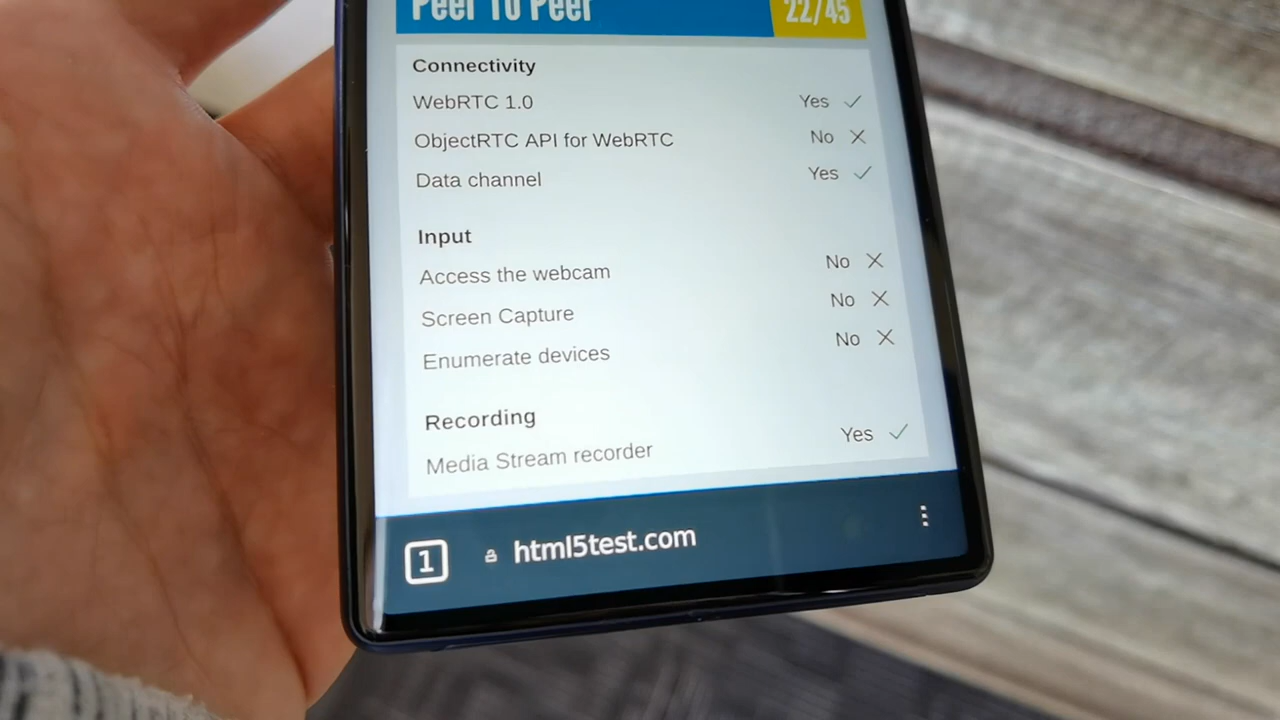 Peer To Peer 22/45
Connectivity
WebRTC 1.0 Yes ✓
ObjectRTC API for WebRTC No ✕
Data channel Yes ✓
Input
Access the webcam No ✕
Screen Capture No ✕
Enumerate devices No ✕
Recording
Media Stream recorder Yes ✓
1 html5test.com